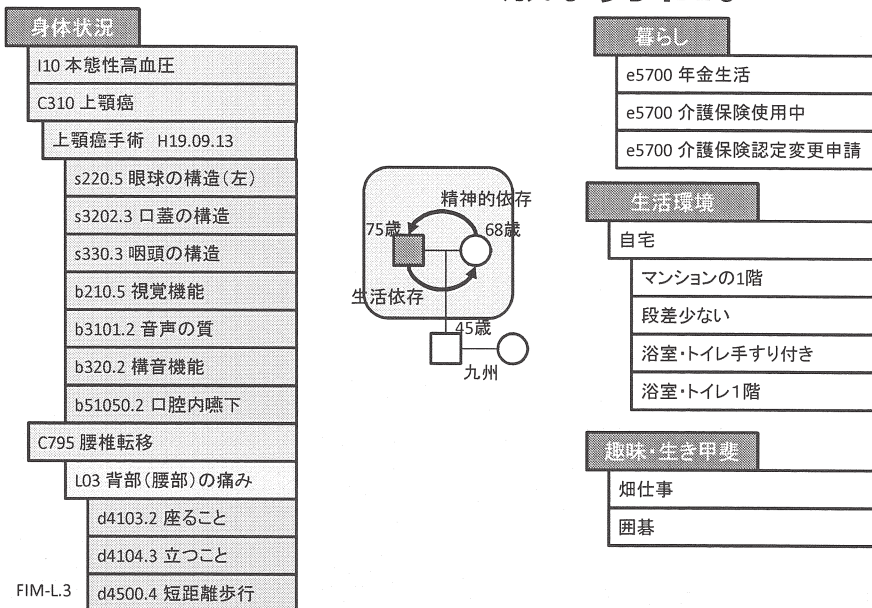 身体状況
I10 本態性高血圧
C310 上顎癌
上顎癌手術 H19.09.13
s220.5 眼球の構造(左)
s3202.3 口蓋の構造
s330.3 咽頭の構造
b210.5 視覚機能
b3101.2 音声の質
b320.2 構音機能
b51050.2 口腔内嚥下
C795 腰椎転移
L03 背部(腰部)の痛み
d4103.2 座ること
d4104.3 立つこと
FIM-L.3 d4500.4 短距離歩行
精神的依存
75歳 68歳
生活依存
45歳
九州
暮らし
e5700 年金生活
e5700 介護保険使用中
e5700 介護保険認定変更申請
生活環境
自宅
マンションの1階
段差少ない
浴室・トイレ手すり付き
浴室・トイレ1階
趣味・生き甲斐
畑仕事
囲碁